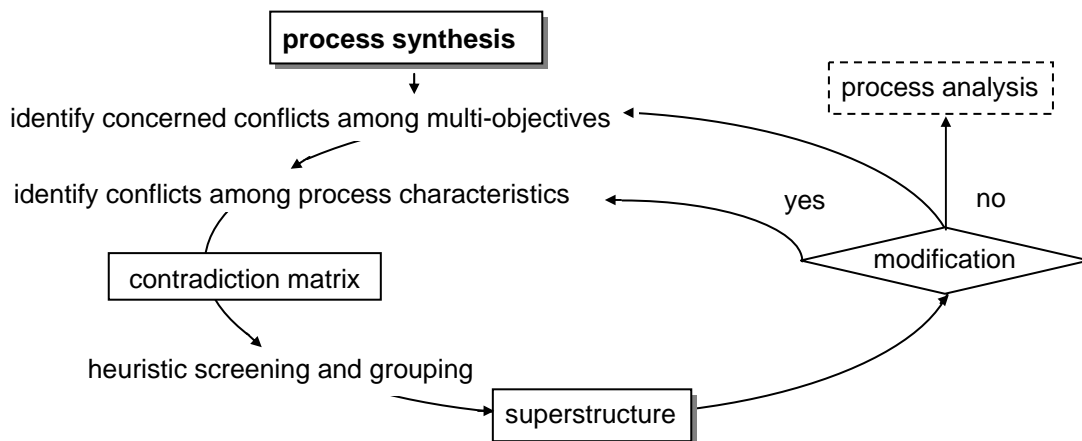 process synthesis
process analysis
identify concerned conflicts among multi-objectives
identify conflicts among process characteristics
yes
no
modification
contradiction matrix
heuristic screening and grouping
superstructure